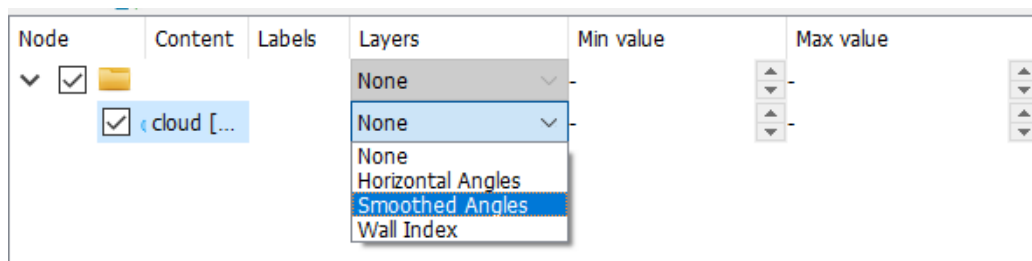 Node Content Labels Layers Min value Max value
None - -
cloud [... None - -
None
Horizontal Angles
Smoothed Angles
Wall Index